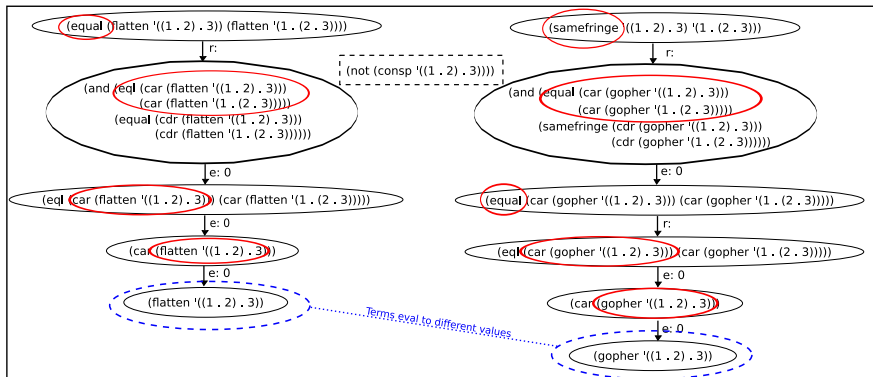 (equal (flatten '((1 . 2) . 3)) (flatten '(1 . (2 . 3))))
r:
(and (eql (car (flatten '((1 . 2) . 3)))
(car (flatten '(1 . (2 . 3)))))
(equal (cdr (flatten '((1 . 2) . 3)))
(cdr (flatten '(1 . (2 . 3))))))
e: 0
(eql (car (flatten '((1 . 2) . 3))) (car (flatten '(1 . (2 . 3)))))
e: 0
(car (flatten '((1 . 2) . 3)))
e: 0
(flatten '((1 . 2) . 3))
(not (consp '((1 . 2) . 3))))
(samefringe ((1 . 2) . 3) '(1 . (2 . 3)))
r:
(and (equal (car (gopher '((1 . 2) . 3)))
(car (gopher '(1 . (2 . 3)))))
(samefringe (cdr (gopher '((1 . 2) . 3)))
(cdr (gopher '(1 . (2 . 3))))))
e: 0
(equal (car (gopher '((1 . 2) . 3))) (car (gopher '(1 . (2 . 3)))))
r:
(eql (car (gopher '((1 . 2) . 3))) (car (gopher '(1 . (2 . 3)))))
e: 0
(car (gopher '((1 . 2) . 3)))
e: 0
(gopher '((1 . 2) . 3))
Terms eval to different values